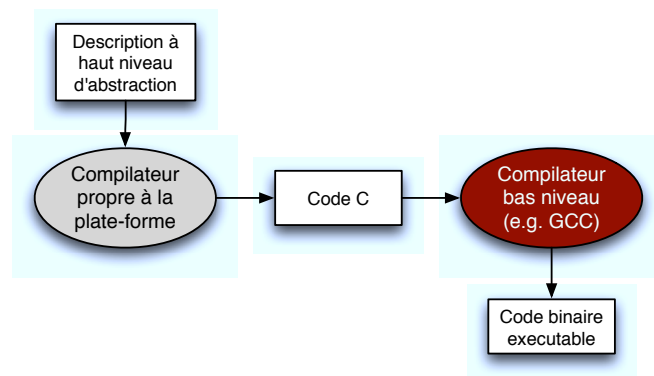 Description à
haut niveau
d'abstraction
Compilateur
propre à la
plate-forme
Code C
Compilateur
bas niveau
(e.g. GCC)
Code binaire
executable